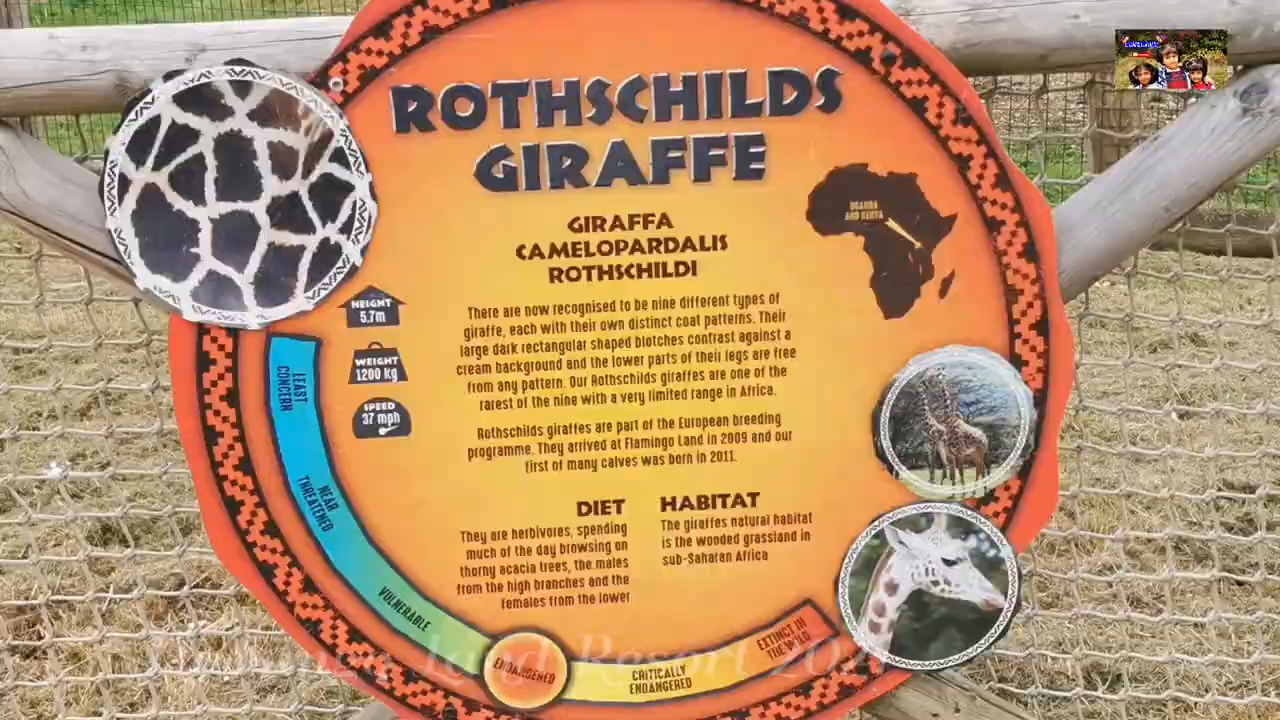 ROTHSCHILDS
GIRAFFE
GIRAFFA
CAMELOPARDALIS
ROTHSCHILDI
UGANDA
AND KENYA
HEIGHT
5.7m
WEIGHT
1200 kg
SPEED
37 mph
There are now recognised to be nine different types of
giraffe, each with their own distinct coat patterns. Their
large dark rectangular shaped blotches contrast against a
cream background and the lower parts of their legs are free
from any pattern. Our Rothschilds giraffes are one of the
rarest of the nine with a very limited range in Africa.
Rothschilds giraffes are part of the European breeding
programme. They arrived at Flamingo Land in 2009 and our
first of many calves was born in 2011.
DIET
They are herbivores, spending
much of the day browsing on
thorny acacia trees, the males
from the high branches and the
females from the lower
HABITAT
The giraffes natural habitat
is the wooded grassland in
sub-Saharan Africa
LEAST
CONCERN
NEAR
THREATENED
VULNERABLE
ENDANGERED
CRITICALLY
ENDANGERED
EXTINCT IN
THE WILD
Land Resort